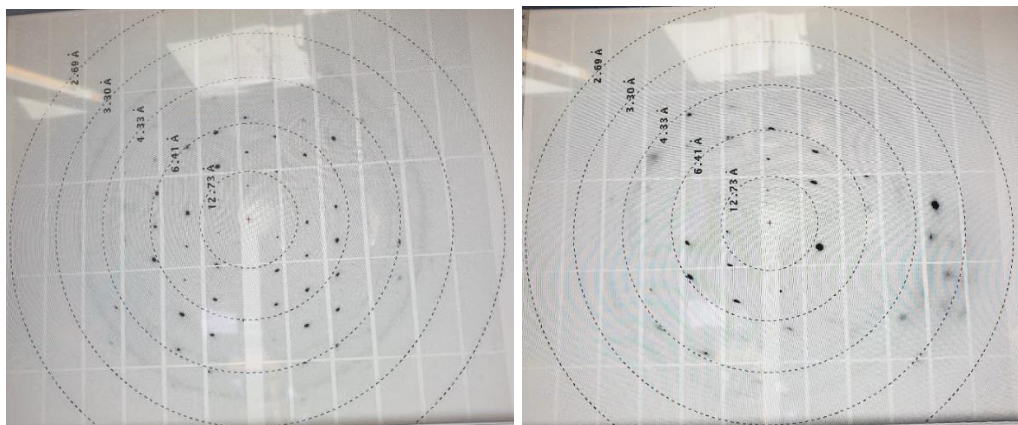 2.69 Å
3.30 Å
4.33 Å
6.41 Å
12.73 Å
2.69 Å
3.30 Å
4.33 Å
6.41 Å
12.73 Å